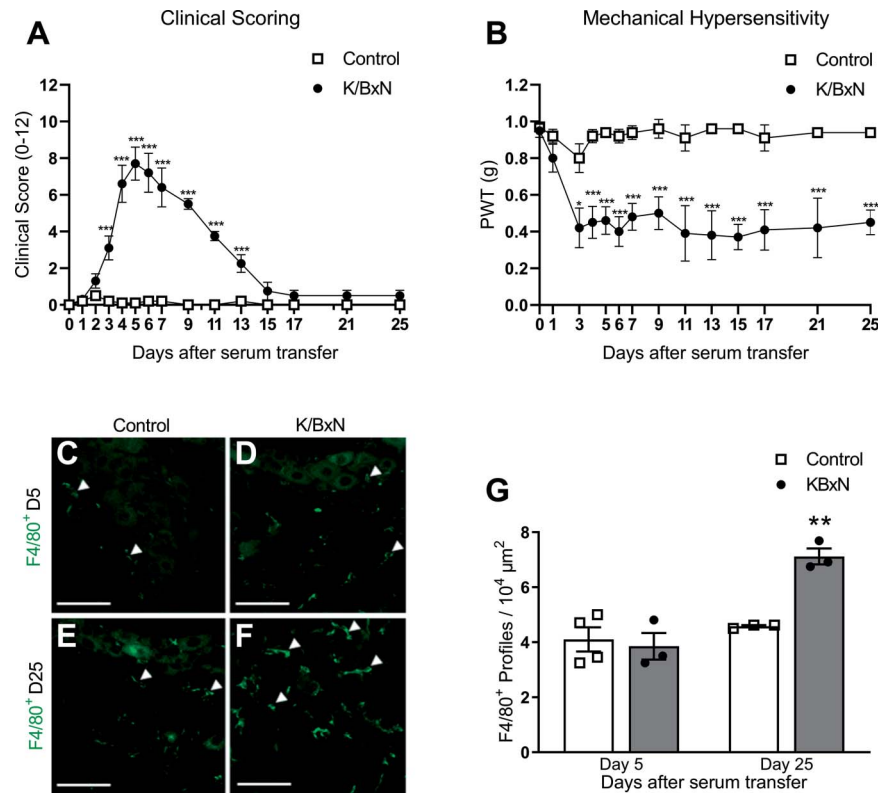 A
Clinical Scoring
Control
K/BxN
Clinical Score (0-12)
12
10
8
6
4
2
0
*** *** *** *** *** *** *** ***
0 1 2 3 4 5 6 7 9 11 13 15 17 21 25
Days after serum transfer
B
Mechanical Hypersensitivity
Control
K/BxN
PWT (g)
1.2
1.0
0.8
0.6
0.4
0.2
0.0
* *** *** *** *** *** *** *** *** *** *** ***
0 1 3 5 6 7 9 11 13 15 17 21 25
Days after serum transfer
Control
K/BxN
F4/80+ D5
C
D
F4/80+ D25
E
F
G
Control
KBxN
F4/80+ Profiles / 10⁴ µm²
8
6
4
2
0
**
Day 5
Day 25
Days after serum transfer